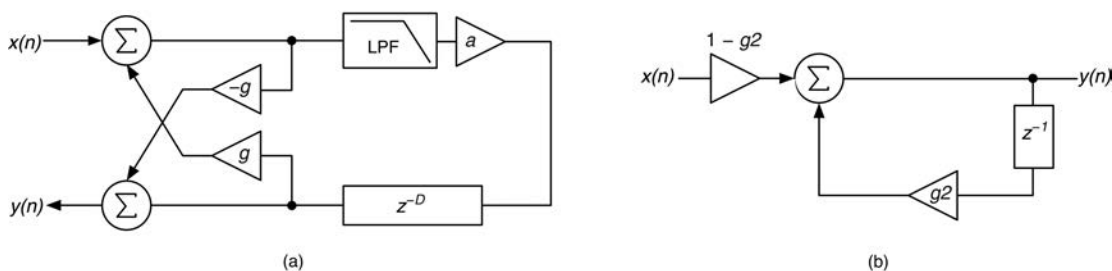 x(n)
Σ
LPF
a
-g
g
y(n)
Σ
z⁻ᴰ
(a)
1 – g2
x(n)
Σ
y(n)
z⁻¹
g2
(b)